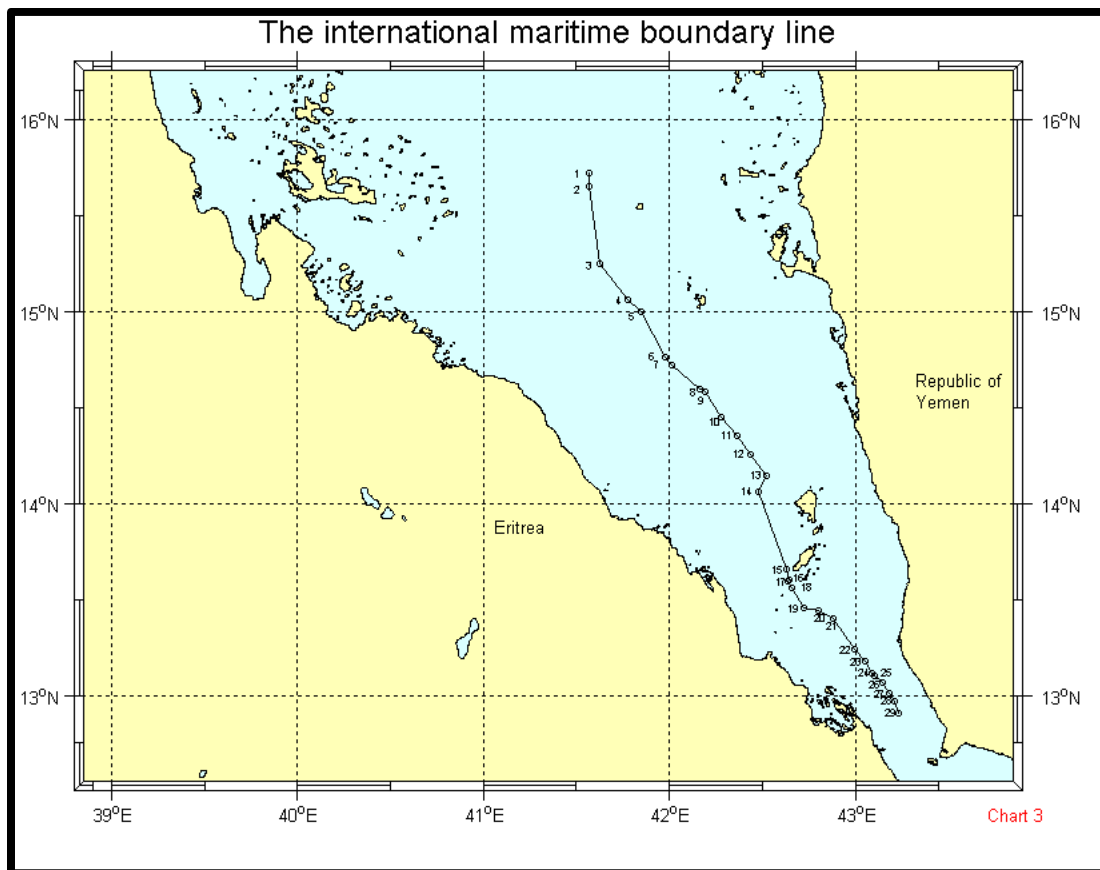 The international maritime boundary line
16°N
16°N
1
2
3
15°N
15°N
4
5
6
7
Republic of
Yemen
8
9
10
11
12
13
14
14°N
14°N
Eritrea
15
16
17
18
19
20
21
22
23
24
25
26
27
28
29
13°N
13°N
39°E
40°E
41°E
42°E
43°E
Chart 3